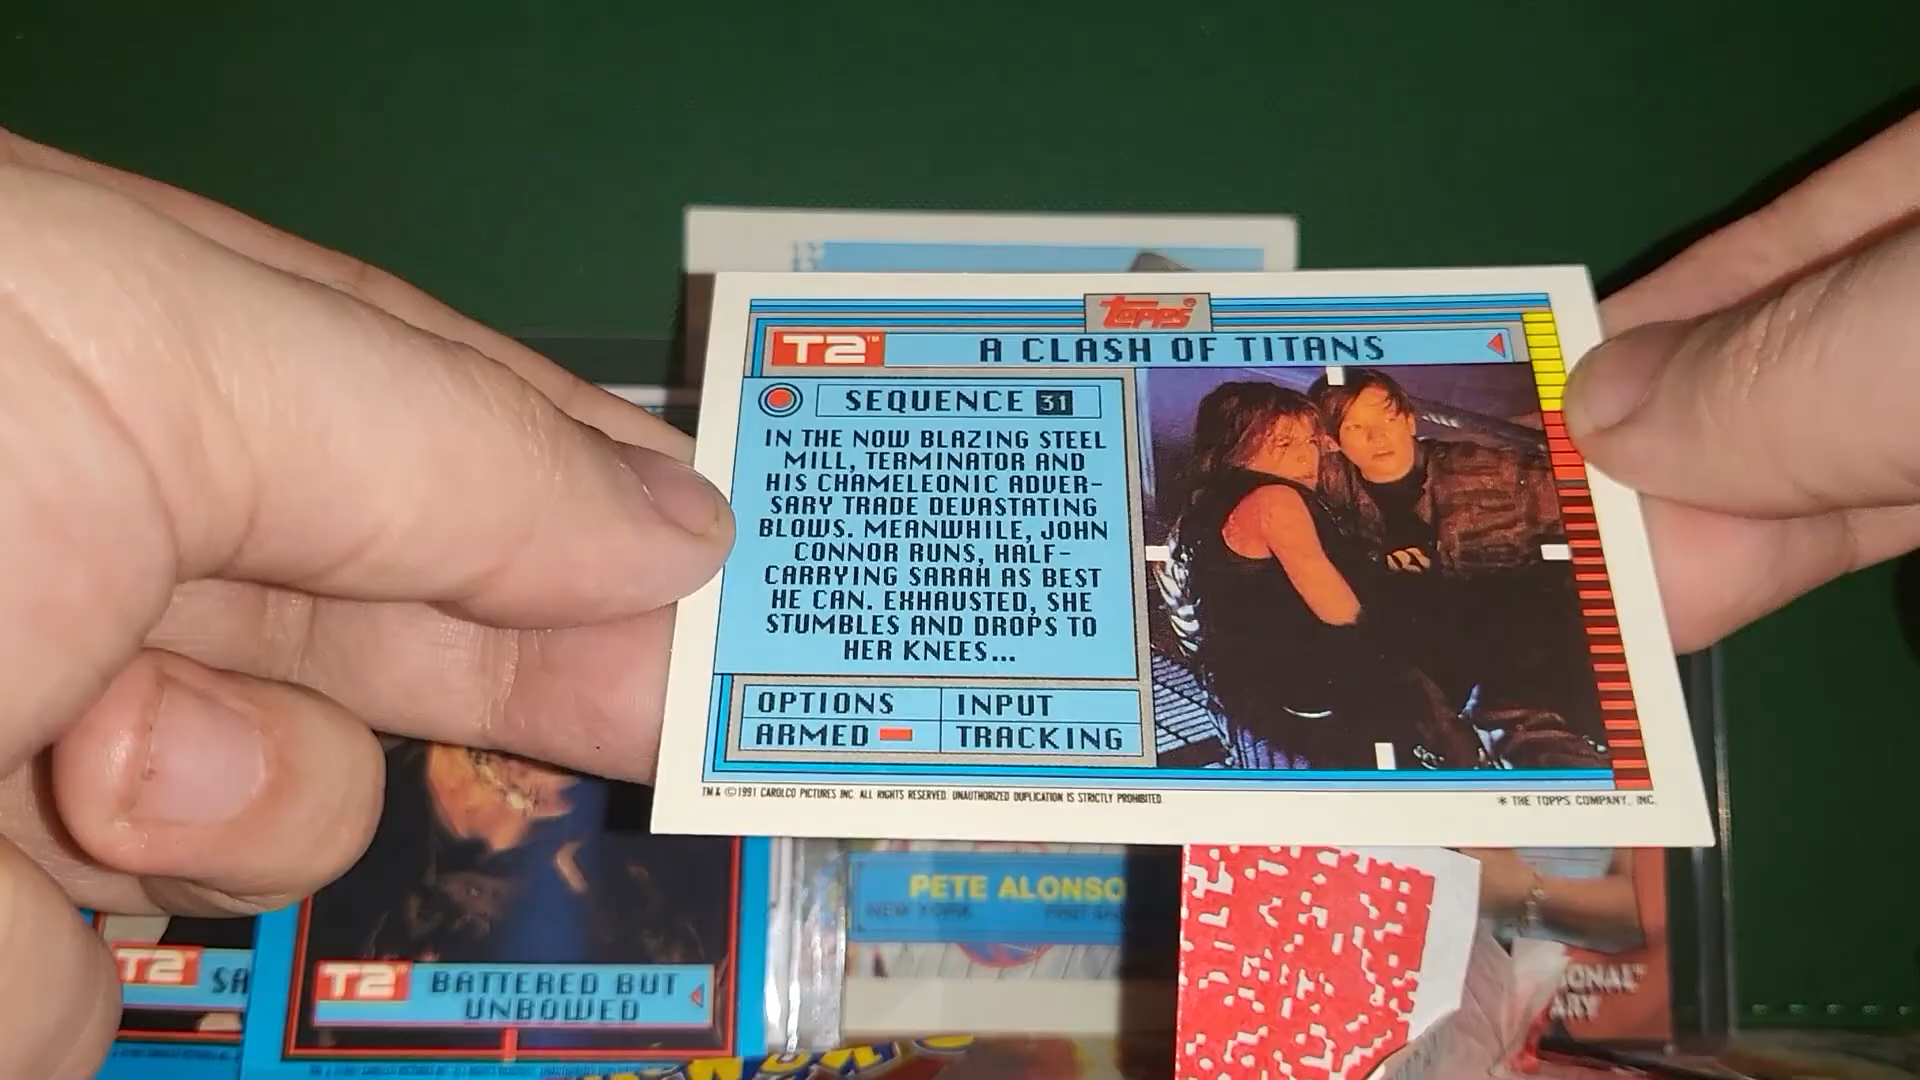 topps
T2™
A CLASH OF TITANS
SEQUENCE 31
IN THE NOW BLAZING STEEL
MILL, TERMINATOR AND
HIS CHAMELEONIC ADVER-
SARY TRADE DEVASTATING
BLOWS. MEANWHILE, JOHN
CONNOR RUNS, HALF-
CARRYING SARAH AS BEST
HE CAN. EXHAUSTED, SHE
STUMBLES AND DROPS TO
HER KNEES...
OPTIONS
INPUT
ARMED
TRACKING
TM & ©1991 CAROLCO PICTURES INC. ALL RIGHTS RESERVED. UNAUTHORIZED DUPLICATION IS STRICTLY PROHIBITED.
* THE TOPPS COMPANY, INC.
PETE ALONSO
NEW YORK
T2
SA
T2
BATTERED BUT
UNBOWED
IONAL
ARY